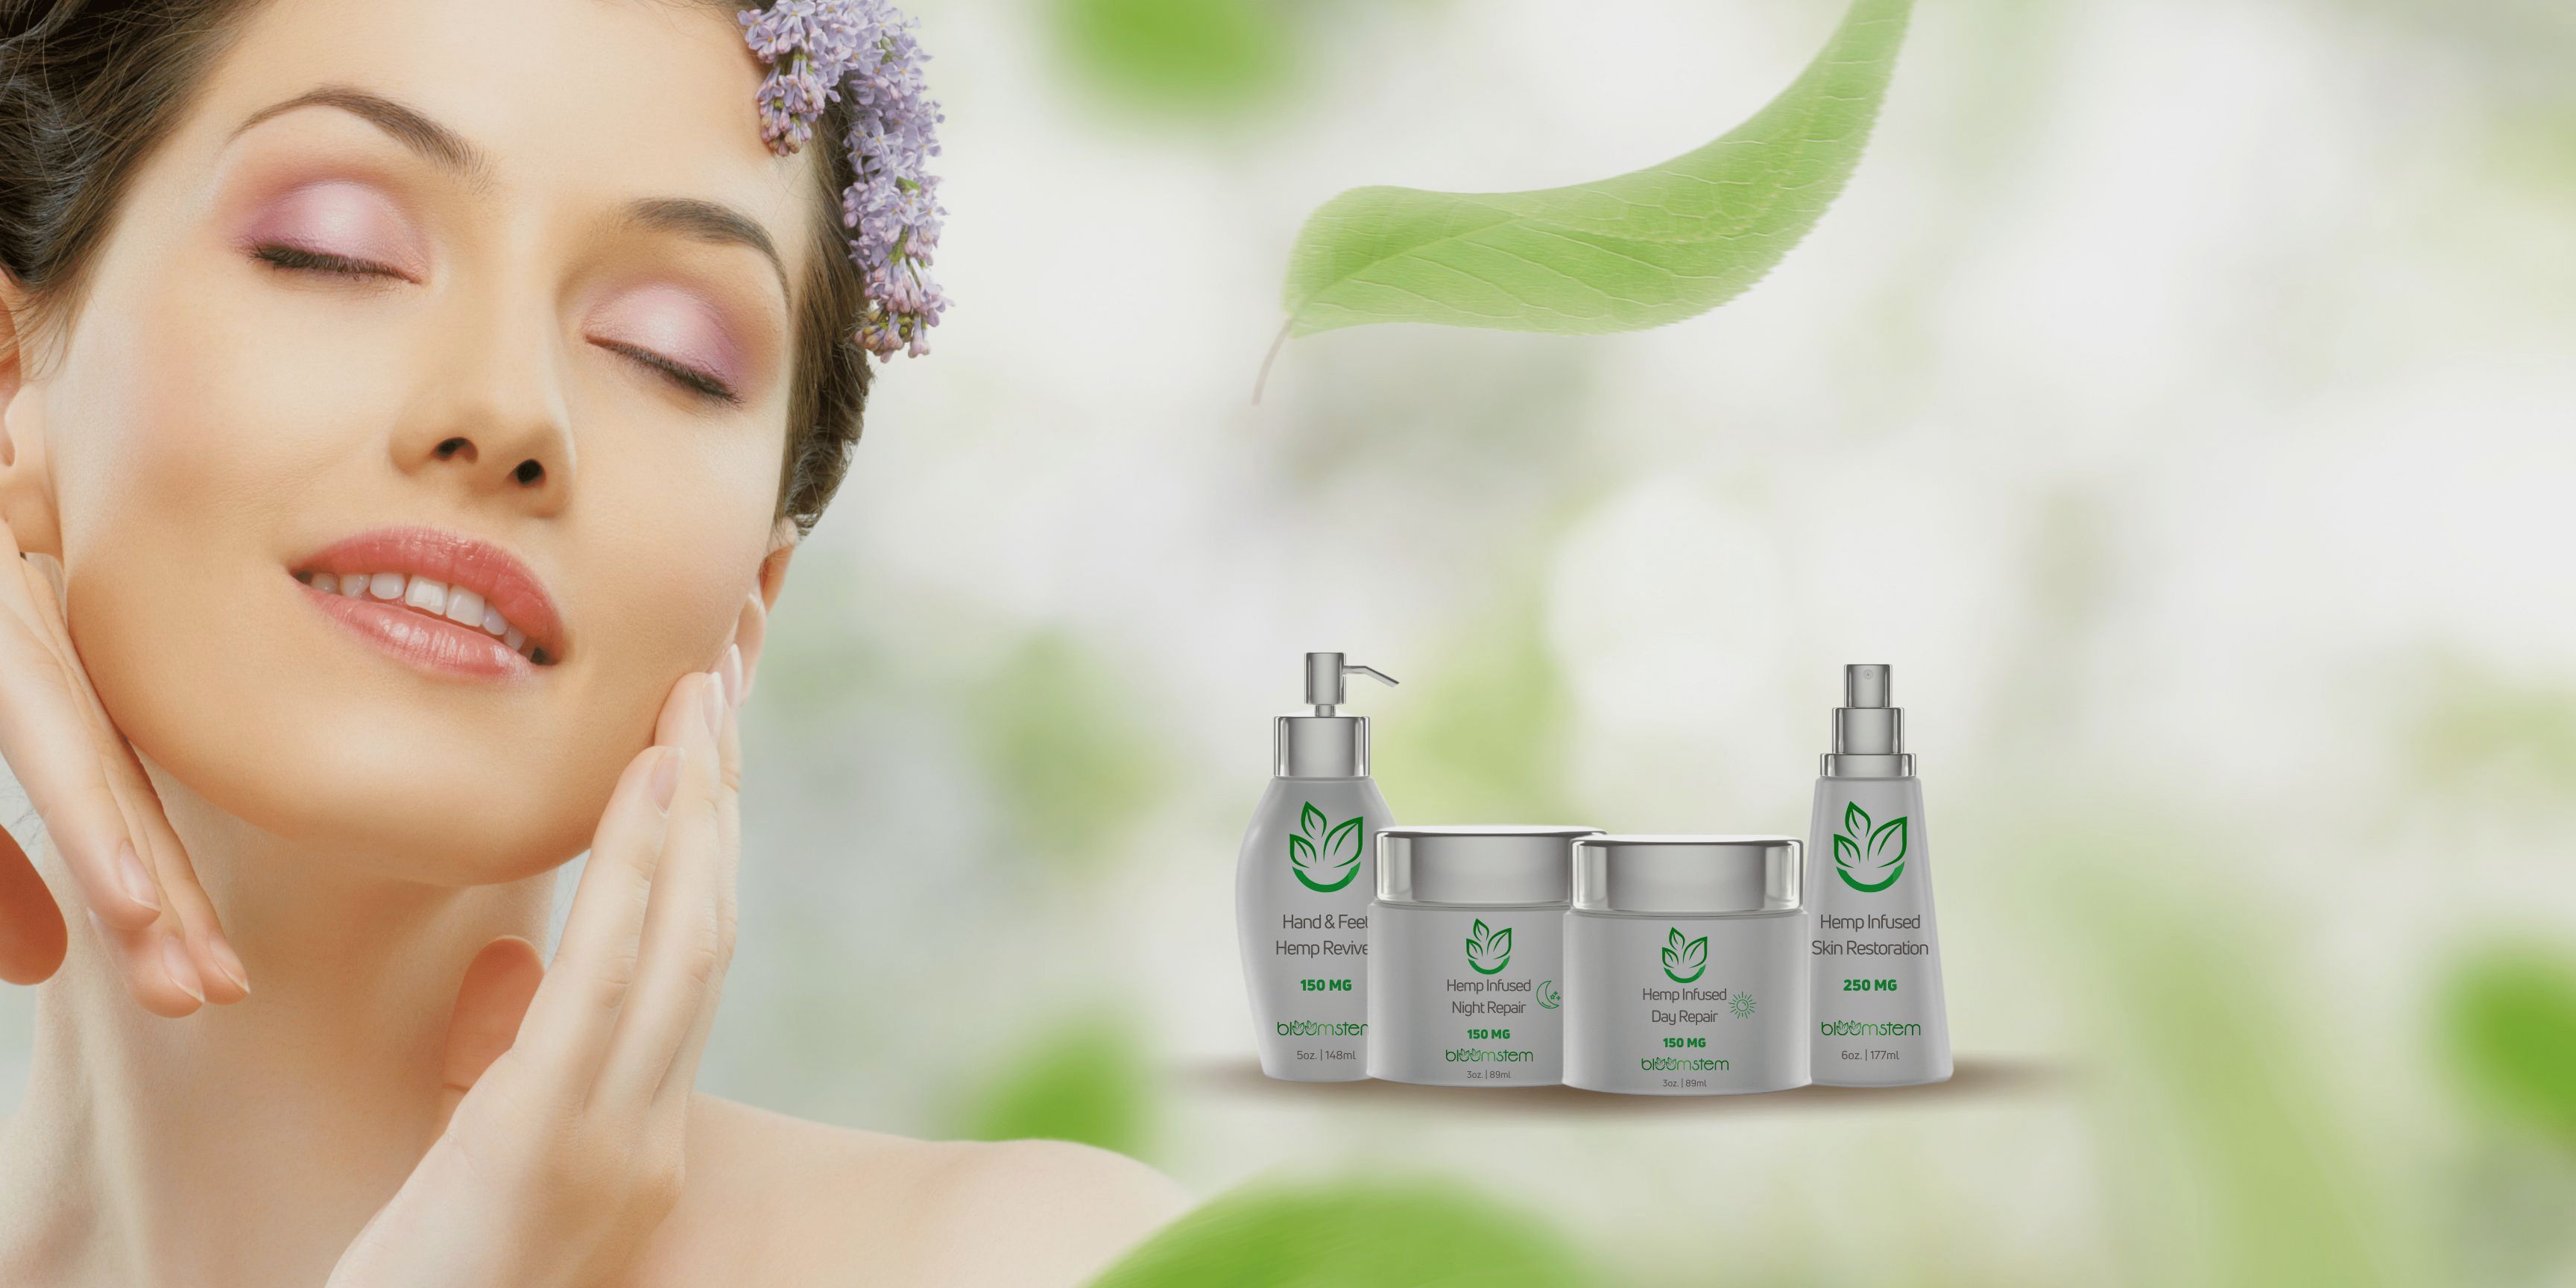 Hand & Feet
Hemp Revive
150 MG
bloomstem
5oz. | 148ml
Hemp Infused
Night Repair
150 MG
bloomstem
3oz. | 89ml
Hemp Infused
Day Repair
150 MG
bloomstem
3oz. | 89ml
Hemp Infused
Skin Restoration
250 MG
bloomstem
6oz. | 177ml